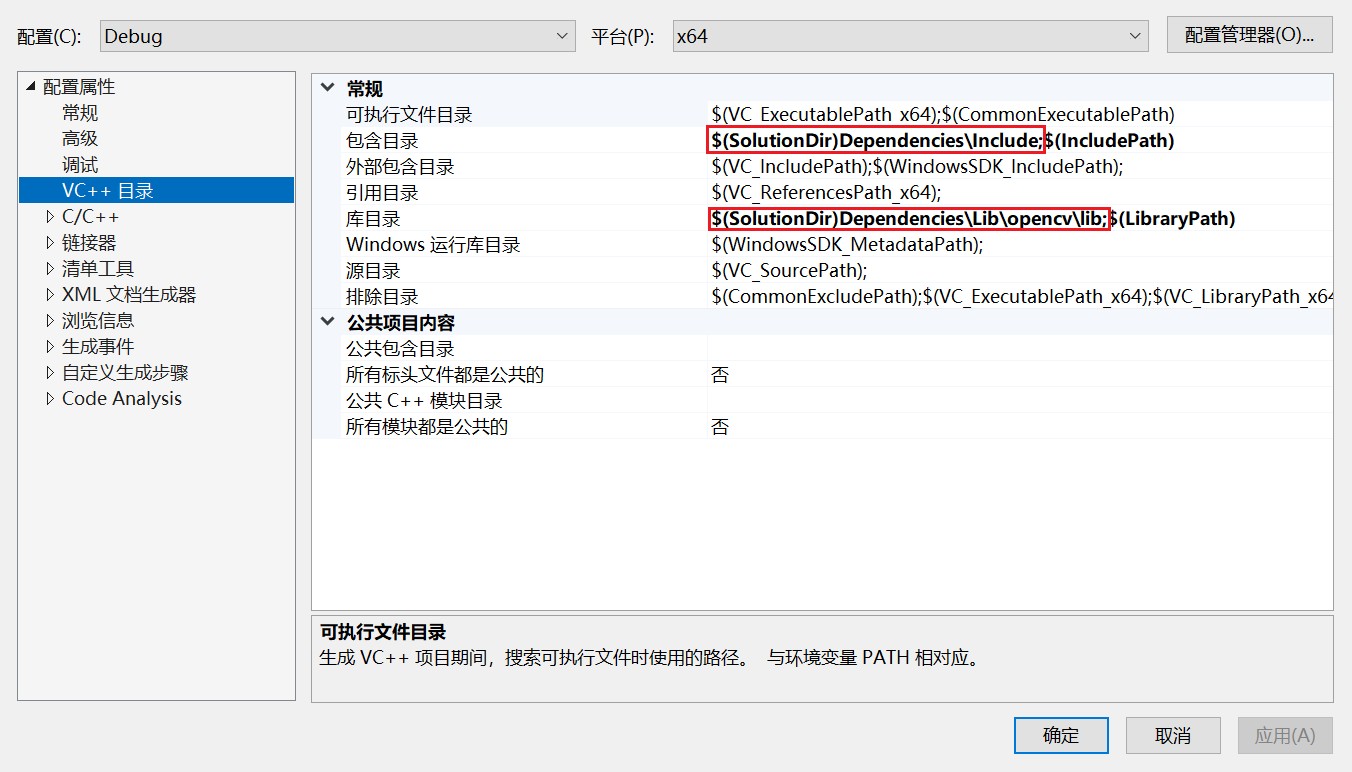 配置(C): Debug 平台(P): x64 配置管理器(O)...
配置属性
常规
高级
调试
VC++ 目录
C/C++
链接器
清单工具
XML 文档生成器
浏览信息
生成事件
自定义生成步骤
Code Analysis
常规
可执行文件目录 $(VC_ExecutablePath_x64);$(CommonExecutablePath)
包含目录 $(SolutionDir)Dependencies\Include;$(IncludePath)
外部包含目录 $(VC_IncludePath);$(WindowsSDK_IncludePath);
引用目录 $(VC_ReferencesPath_x64);
库目录 $(SolutionDir)Dependencies\Lib\opencv\lib;$(LibraryPath)
Windows 运行库目录 $(WindowsSDK_MetadataPath);
源目录 $(VC_SourcePath);
排除目录 $(CommonExcludePath);$(VC_ExecutablePath_x64);$(VC_LibraryPath_x64
公共项目内容
公共包含目录
所有标头文件都是公共的 否
公共 C++ 模块目录
所有模块都是公共的 否
可执行文件目录
生成 VC++ 项目期间，搜索可执行文件时使用的路径。 与环境变量 PATH 相对应。
确定 取消 应用(A)